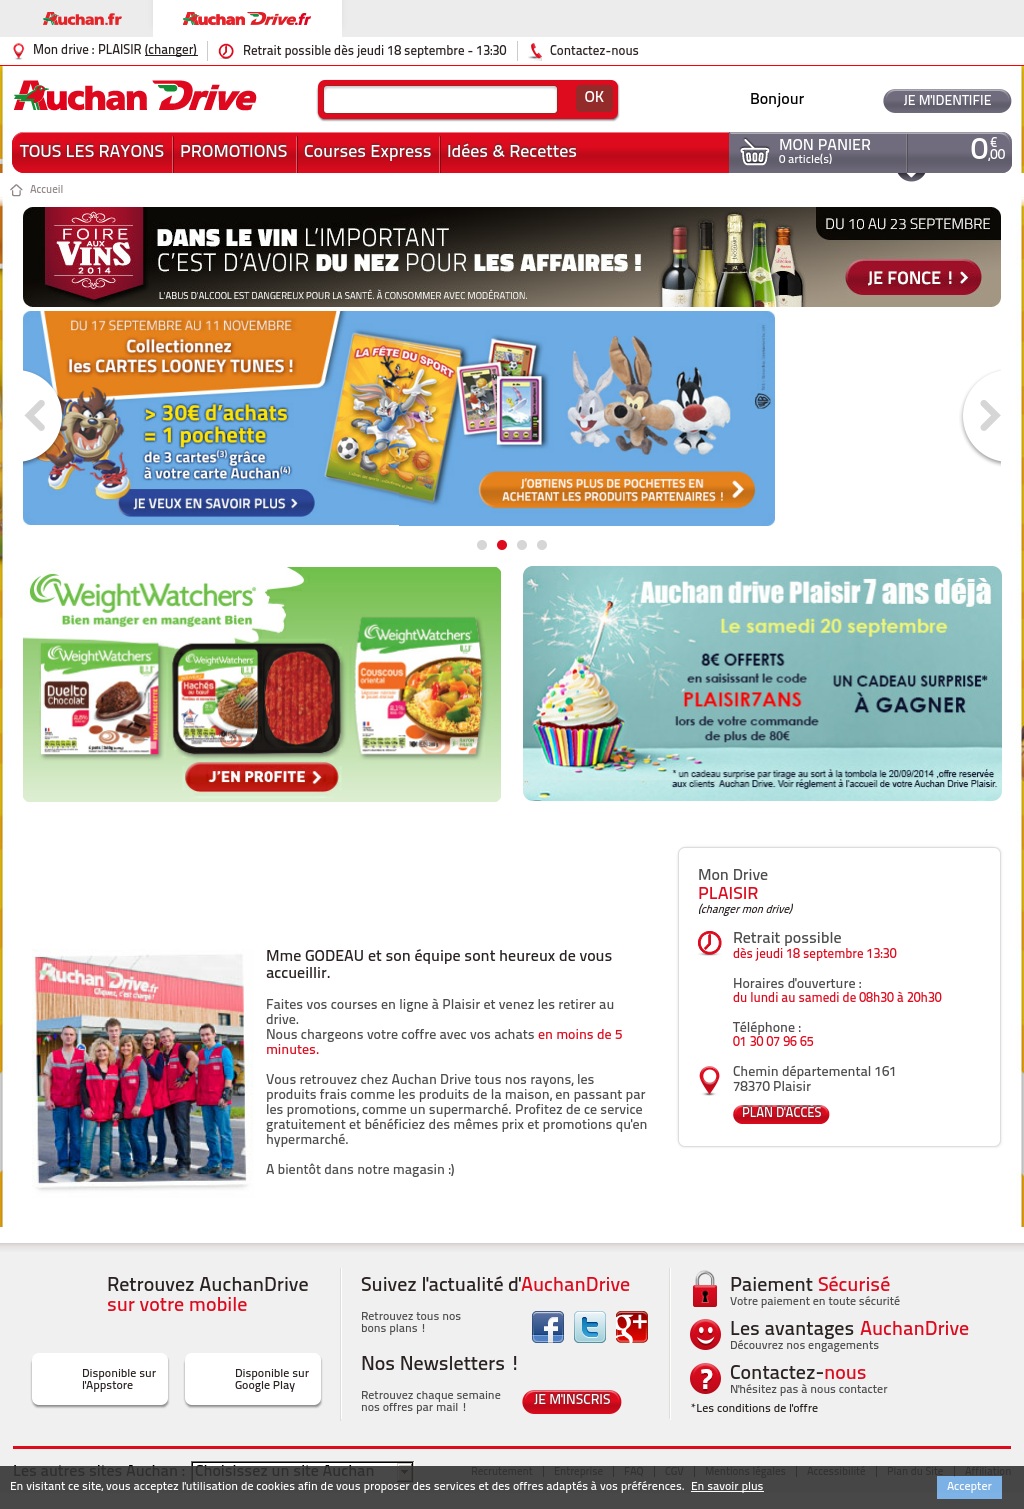 Auchan.fr
AuchanDrive.fr
Mon drive : PLAISIR (changer)
Retrait possible dès jeudi 18 septembre - 13:30
Contactez-nous
Auchan Drive
OK
Bonjour
JE M'IDENTIFIE
TOUS LES RAYONS
PROMOTIONS
Courses Express
Idées & Recettes
MON PANIER
0 article(s)
0€,00
Accueil
FOIRE
AUX
VINS
2014
DANS LE VIN L'IMPORTANT
C'EST D'AVOIR DU NEZ POUR LES AFFAIRES !
L'ABUS D'ALCOOL EST DANGEREUX POUR LA SANTÉ. À CONSOMMER AVEC MODÉRATION.
DU 10 AU 23 SEPTEMBRE
JE FONCE !
DU 17 SEPTEMBRE AU 11 NOVEMBRE
Collectionnez
les CARTES LOONEY TUNES !
> 30€ d'achats
= 1 pochette
de 3 cartes(3) grâce
à votre carte Auchan(4)
JE VEUX EN SAVOIR PLUS
LA FÊTE DU SPORT
J'OBTIENS PLUS DE POCHETTES EN
ACHETANT LES PRODUITS PARTENAIRES !
WeightWatchers
Bien manger en mangeant Bien
WeightWatchers
Duelto
Chocolat
WeightWatchers
Hachés
au bœuf
WeightWatchers
Couscous
oriental
J'EN PROFITE
Auchan drive Plaisir 7 ans déjà
Le samedi 20 septembre
8€ OFFERTS
en saisissant le code
PLAISIR7ANS
lors de votre commande
de plus de 80€
UN CADEAU SURPRISE*
À GAGNER
* un cadeau surprise par tirage au sort à la tombola le 20/09/2014 ,offre reservée
aux clients Auchan Drive. Voir réglement à l'accueil de votre Auchan Drive Plaisir.
Auchan Drive.fr
Cliquez, c'est chargé !
Mme GODEAU et son équipe sont heureux de vous
accueillir.
Faites vos courses en ligne à Plaisir et venez les retirer au
drive.
Nous chargeons votre coffre avec vos achats en moins de 5
minutes.
Vous retrouvez chez Auchan Drive tous nos rayons, les
produits frais comme les produits de la maison, en passant par
les promotions, comme un supermarché. Profitez de ce service
gratuitement et bénéficiez des mêmes prix et promotions qu'en
hypermarché.
A bientôt dans notre magasin :)
Mon Drive
PLAISIR
(changer mon drive)
Retrait possible
dès jeudi 18 septembre 13:30
Horaires d'ouverture :
du lundi au samedi de 08h30 à 20h30
Téléphone :
01 30 07 96 65
Chemin départemental 161
78370 Plaisir
PLAN D'ACCES
Retrouvez AuchanDrive
sur votre mobile
Disponible sur
l'Appstore
Disponible sur
Google Play
Suivez l'actualité d'AuchanDrive
Retrouvez tous nos
bons plans !
Nos Newsletters !
Retrouvez chaque semaine
nos offres par mail !
JE M'INSCRIS
Paiement Sécurisé
Votre paiement en toute sécurité
Les avantages AuchanDrive
Découvrez nos engagements
Contactez-nous
N'hésitez pas à nous contacter
*Les conditions de l'offre
Les autres sites Auchan :
Choisissez un site Auchan
Recrutement | Entreprise | FAQ | CGV | Mentions légales | Accessibilité | Plan du Site | Affiliation
En visitant ce site, vous acceptez l'utilisation de cookies afin de vous proposer des services et des offres adaptés à vos préférences. En savoir plus
Accepter